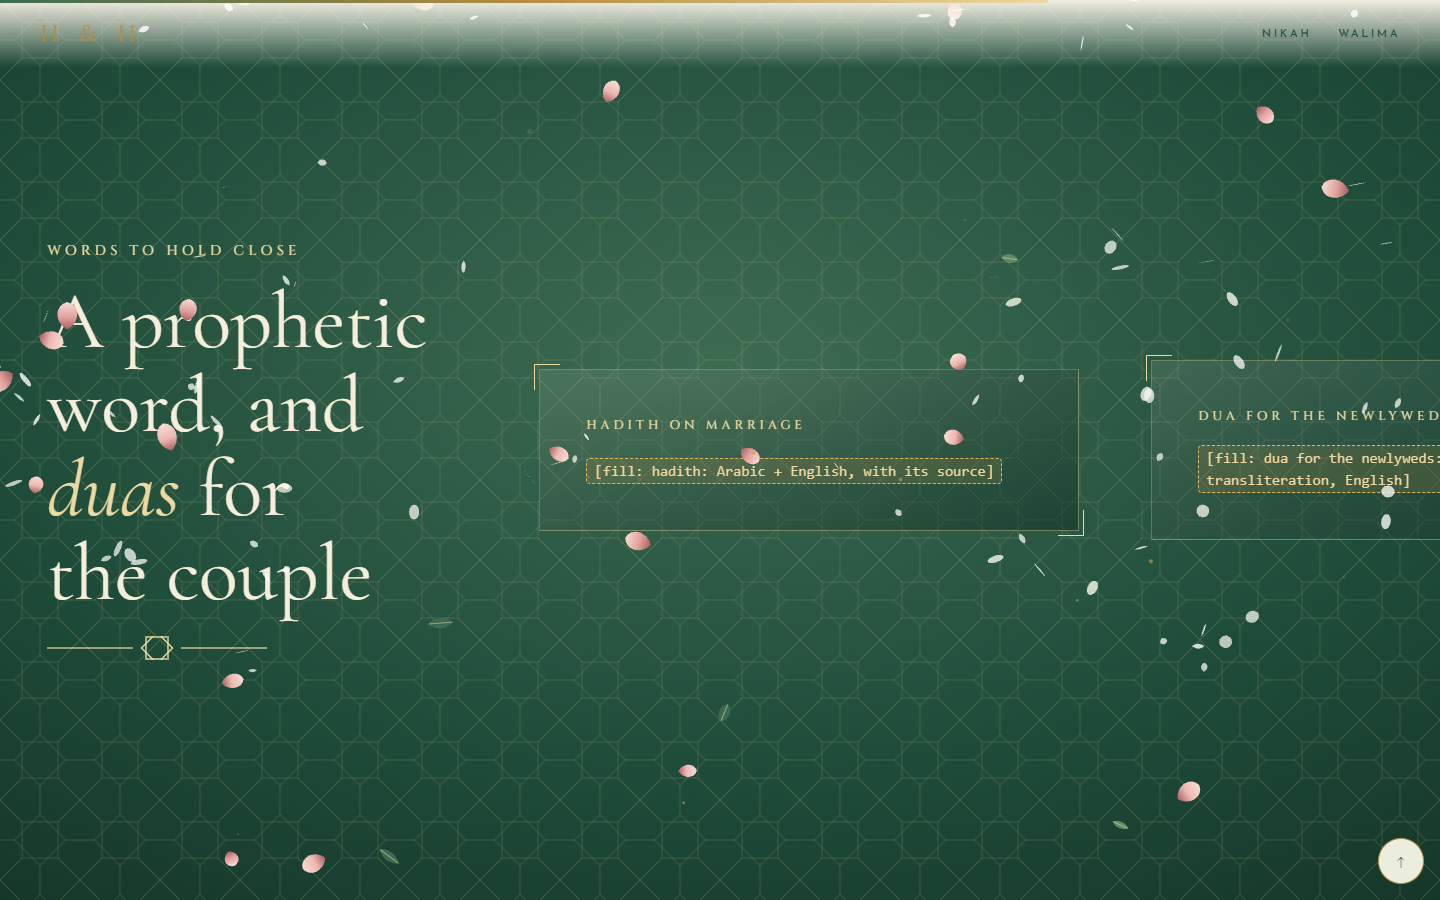 H & H
NIKAH
WALIMA
WORDS TO HOLD CLOSE
A prophetic
word, and
duas for
the couple
HADITH ON MARRIAGE
[fill: hadith: Arabic + English, with its source]
DUA FOR THE NEWLYWED
[fill: dua for the newlyweds:
transliteration, English]
↑